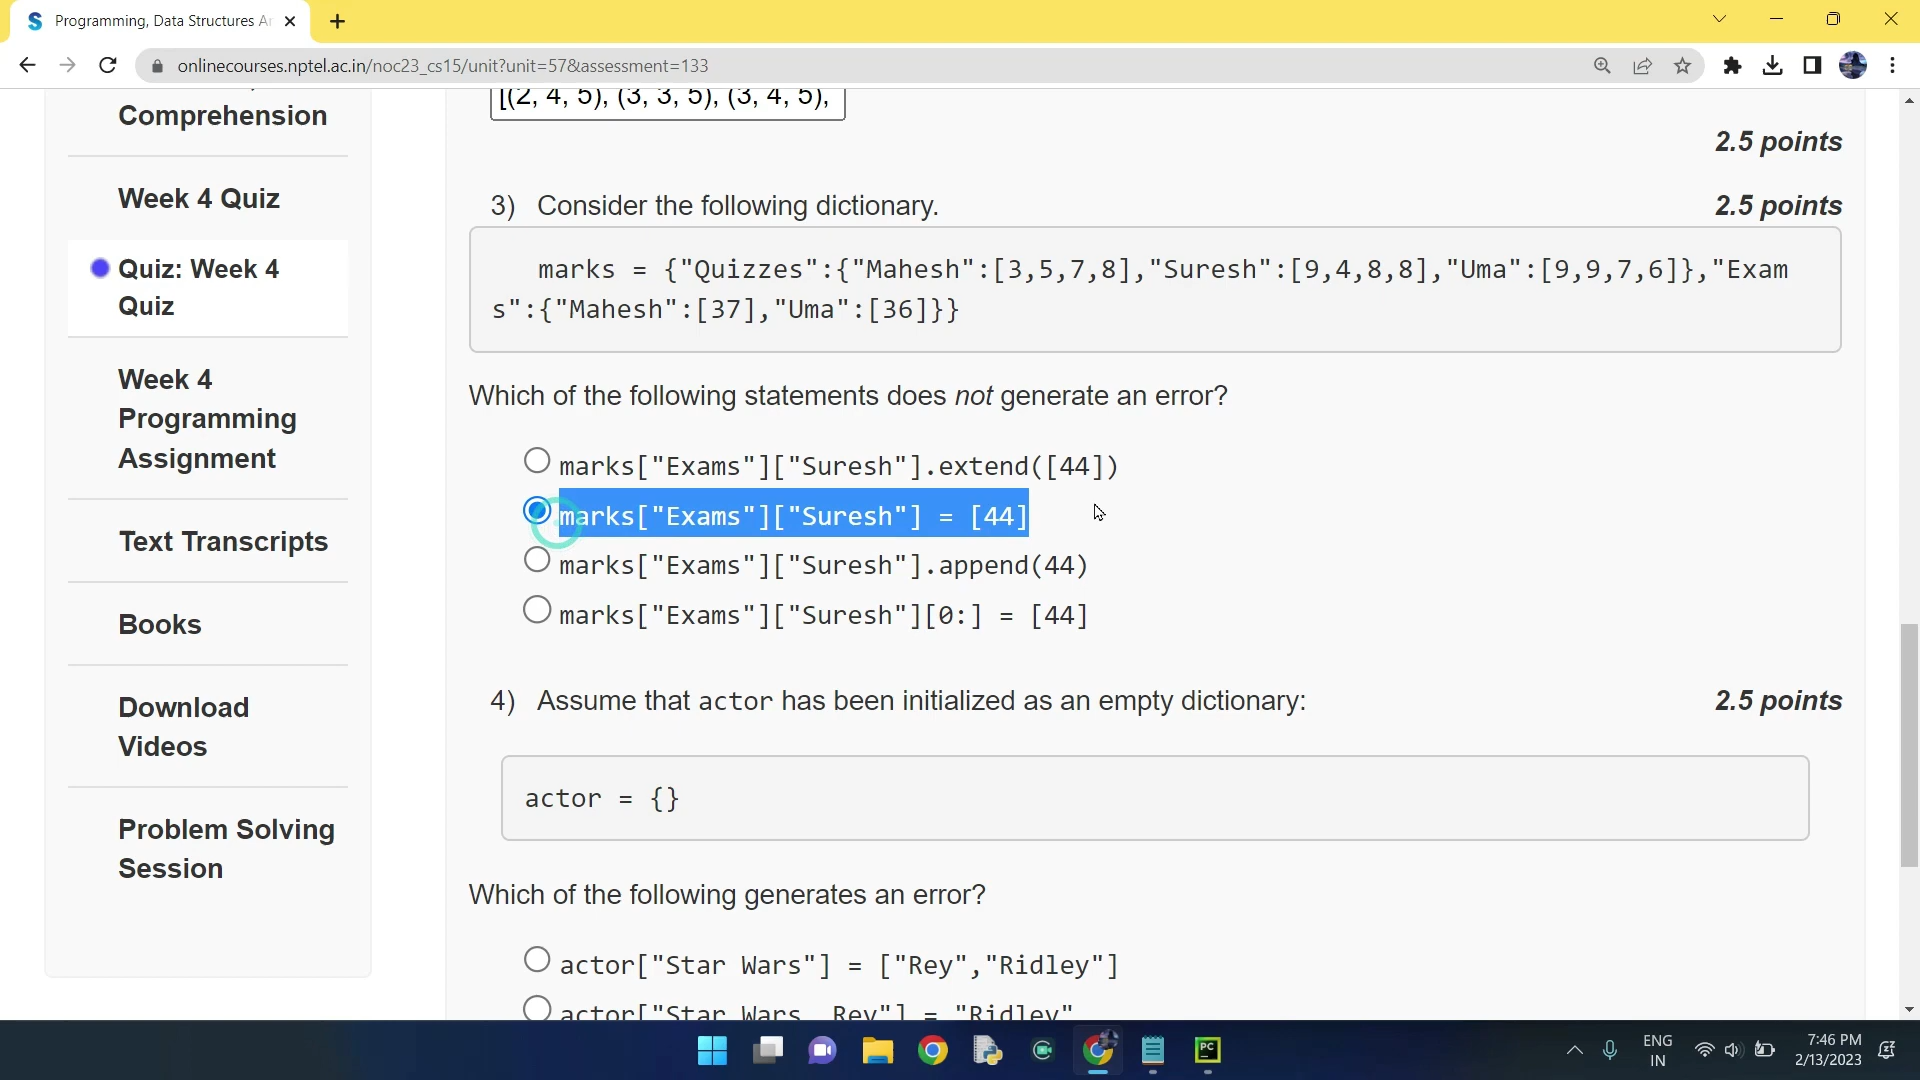 Programming, Data Structures Ar
onlinecourses.nptel.ac.in/noc23_cs15/unit?unit=57&assessment=133
Comprehension
Week 4 Quiz
Quiz: Week 4
Quiz
Week 4
Programming
Assignment
Text Transcripts
Books
Download
Videos
Problem Solving
Session
[(2, 4, 5), (3, 3, 5), (3, 4, 5),
2.5 points
3) Consider the following dictionary. 2.5 points
marks = {"Quizzes":{"Mahesh":[3,5,7,8],"Suresh":[9,4,8,8],"Uma":[9,9,7,6]},"Exam
s":{"Mahesh":[37],"Uma":[36]}}
Which of the following statements does not generate an error?
marks["Exams"]["Suresh"].extend([44])
marks["Exams"]["Suresh"] = [44]
marks["Exams"]["Suresh"].append(44)
marks["Exams"]["Suresh"][0:] = [44]
4) Assume that actor has been initialized as an empty dictionary: 2.5 points
actor = {}
Which of the following generates an error?
actor["Star Wars"] = ["Rey","Ridley"]
actor["Star Wars, Rey"] = "Ridley"
PC
ENG
IN
7:46 PM
2/13/2023